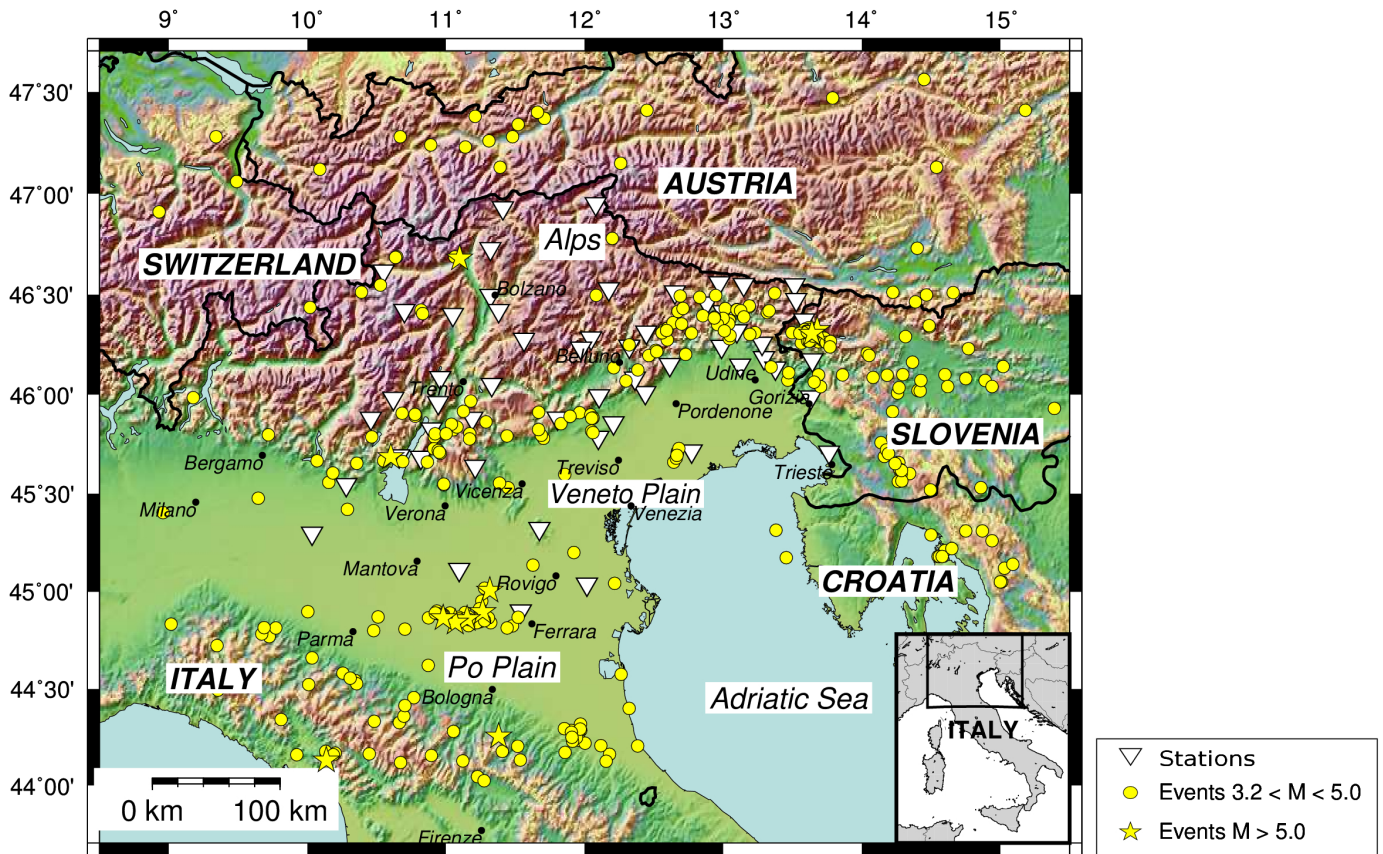 9° 10° 11° 12° 13° 14° 15°
47°30'
47°00'
46°30'
46°00'
45°30'
45°00'
44°30'
44°00'
AUSTRIA
Alps
SWITZERLAND
Bolzano
Belluno
Trento
Udine
Gorizia
Pordenone
SLOVENIA
Bergamo
Treviso
Trieste
Vicenza
Veneto Plain
Milano
Verona
Venezia
Mantova
Rovigo
CROATIA
Parma
Ferrara
ITALY
Po Plain
Bologna
Adriatic Sea
ITALY
0 km 100 km
Firenze
Stations
Events 3.2 < M < 5.0
Events M > 5.0